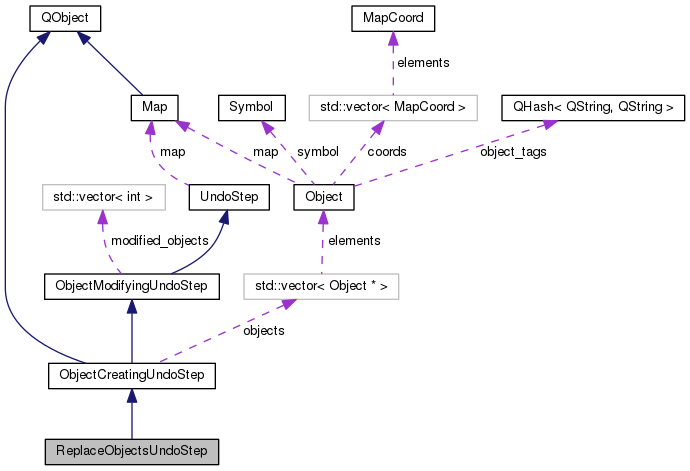 QObject
MapCoord
elements
Map
Symbol
std::vector< MapCoord >
QHash< QString, QString >
map
map
symbol
coords
object_tags
std::vector< int >
UndoStep
Object
modified_objects
elements
ObjectModifyingUndoStep
std::vector< Object * >
objects
ObjectCreatingUndoStep
ReplaceObjectsUndoStep